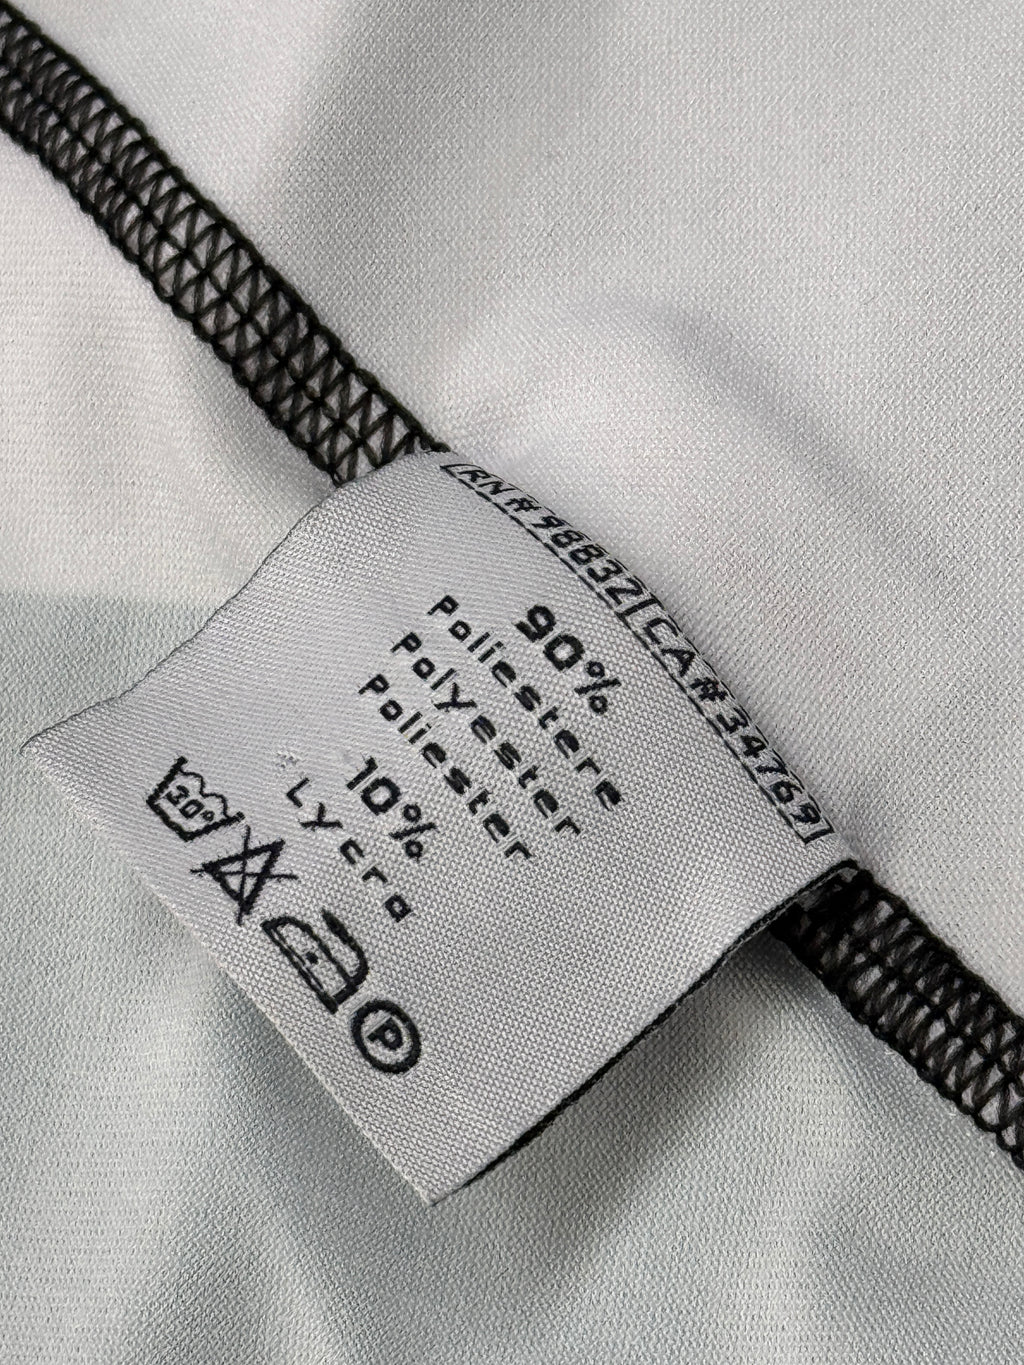 RN#98832 CA#34769
90%
Poliestere
Polyester
Poliester
10%
Lycra
30°
P